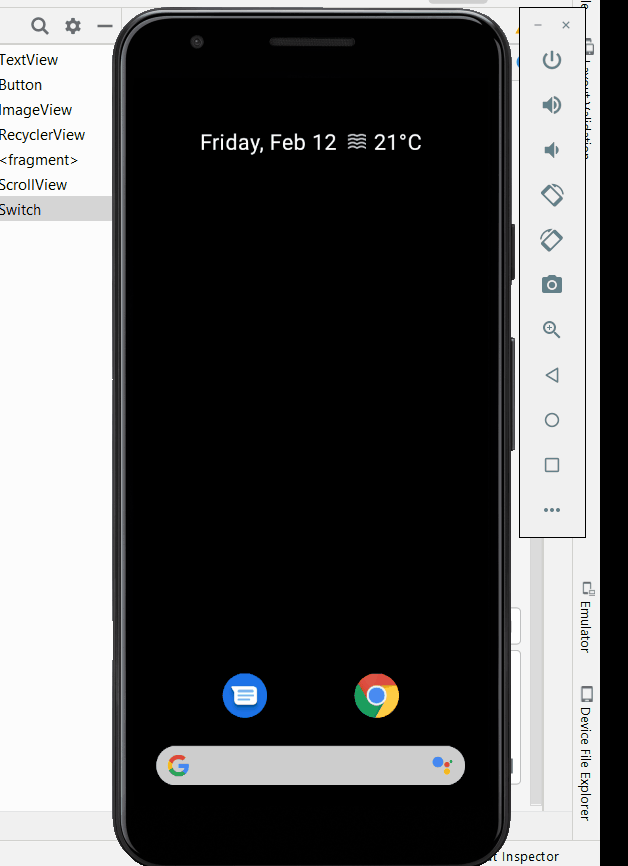 TextView
Button
ImageView
RecyclerView
<fragment>
ScrollView
Switch
Friday, Feb 12 21°C
Emulator
Device File Explorer
Inspector